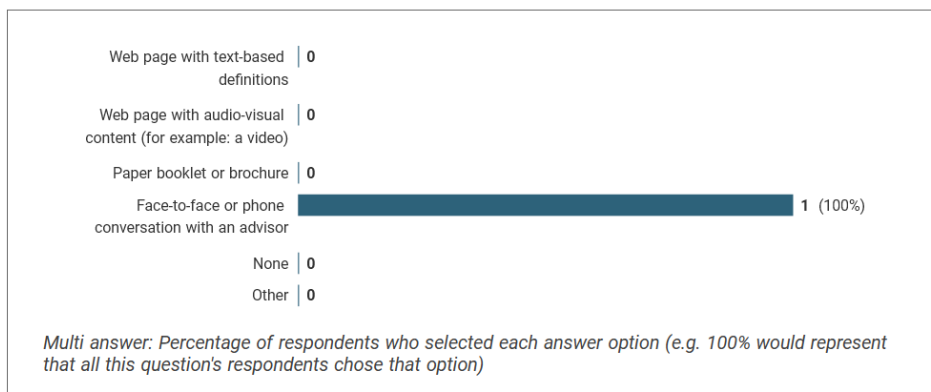 Web page with text-based 0
definitions
Web page with audio-visual 0
content (for example: a video)
Paper booklet or brochure 0
Face-to-face or phone 1 (100%)
conversation with an advisor
None 0
Other 0
Multi answer: Percentage of respondents who selected each answer option (e.g. 100% would represent
that all this question's respondents chose that option)